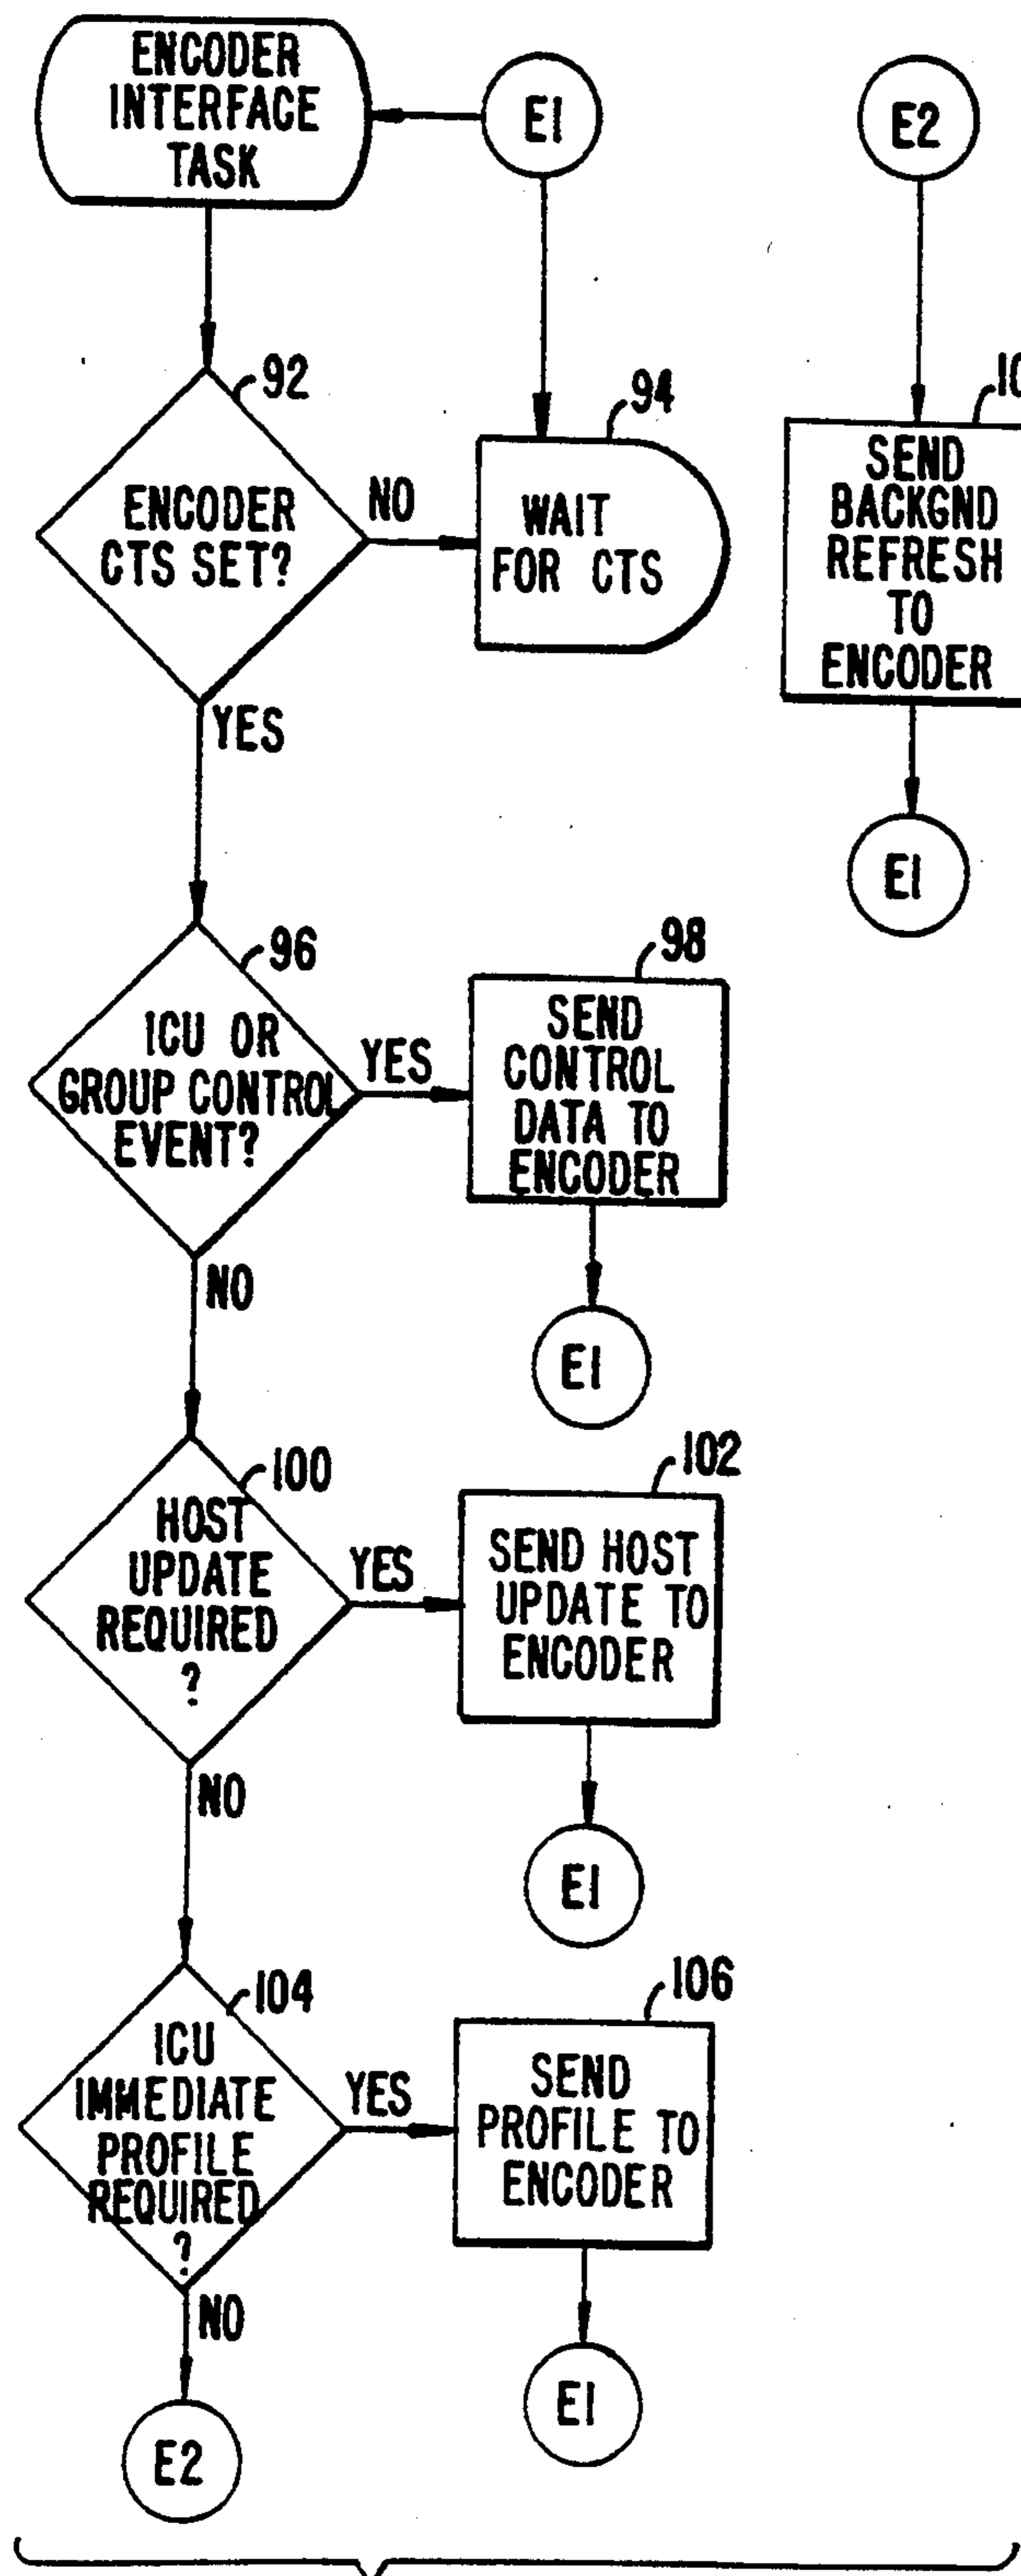 ENCODER
INTERFACE
TASK
E1
E2
92
ENCODER
CTS SET?
NO
94
WAIT
FOR CTS
YES
SEND
BACKGND
REFRESH
TO
ENCODER
E1
96
ICU OR
GROUP CONTROL
EVENT?
YES
98
SEND
CONTROL
DATA TO
ENCODER
E1
NO
100
HOST
UPDATE
REQUIRED
?
YES
102
SEND HOST
UPDATE TO
ENCODER
E1
NO
104
ICU
IMMEDIATE
PROFILE
REQUIRED
?
YES
106
SEND
PROFILE TO
ENCODER
E1
NO
E2